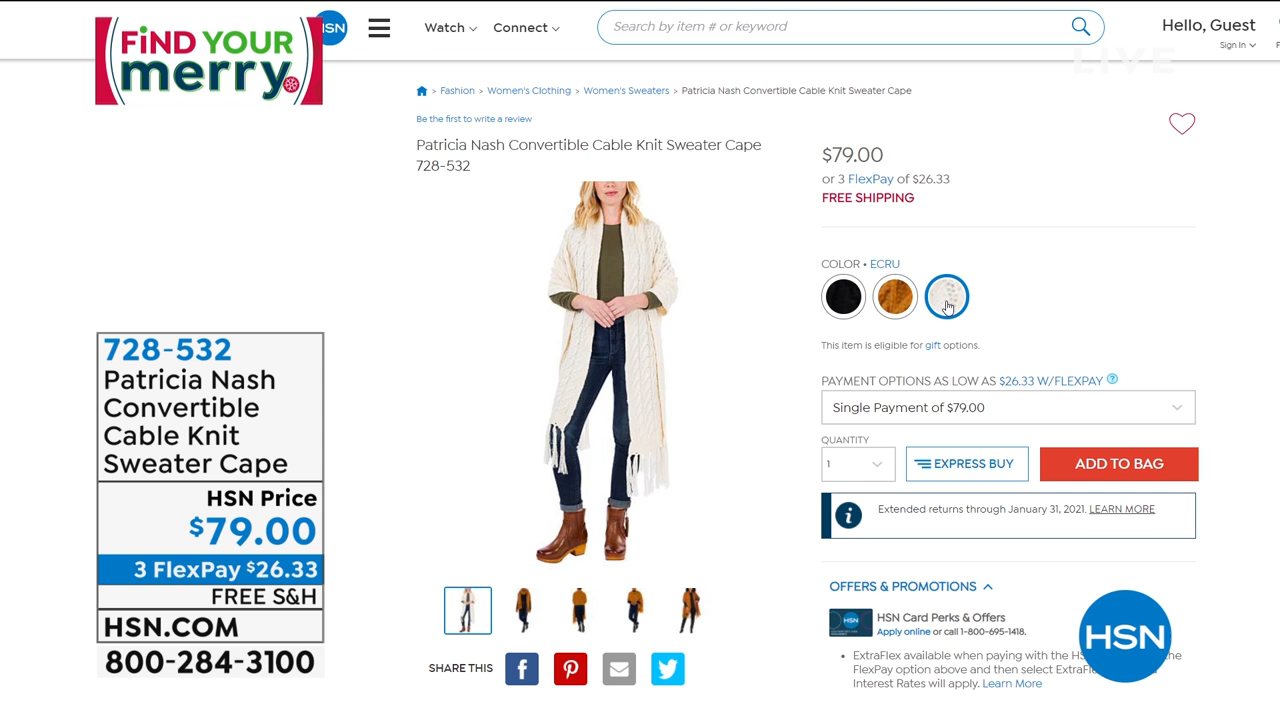 FiND YOUR
merry
HSN
Watch
Connect
Search by item # or keyword
Hello, Guest
Sign In
LIVE
> Fashion > Women's Clothing > Women's Sweaters > Patricia Nash Convertible Cable Knit Sweater Cape
Be the first to write a review
Patricia Nash Convertible Cable Knit Sweater Cape
728-532
$79.00
or 3 FlexPay of $26.33
FREE SHIPPING
COLOR • ECRU
This item is eligible for gift options.
PAYMENT OPTIONS AS LOW AS $26.33 W/FLEXPAY ?
Single Payment of $79.00
QUANTITY
1
EXPRESS BUY
ADD TO BAG
Extended returns through January 31, 2021. LEARN MORE
OFFERS & PROMOTIONS
HSN
HSN Card Perks & Offers
Apply online or call 1-800-695-1418.
• ExtraFlex available when paying with the HS the
FlexPay option above and then select ExtraFl
Interest Rates will apply. Learn More
HSN
SHARE THIS
728-532
Patricia Nash
Convertible
Cable Knit
Sweater Cape
HSN Price
$79.00
3 FlexPay $26.33
FREE S&H
HSN.COM
800-284-3100